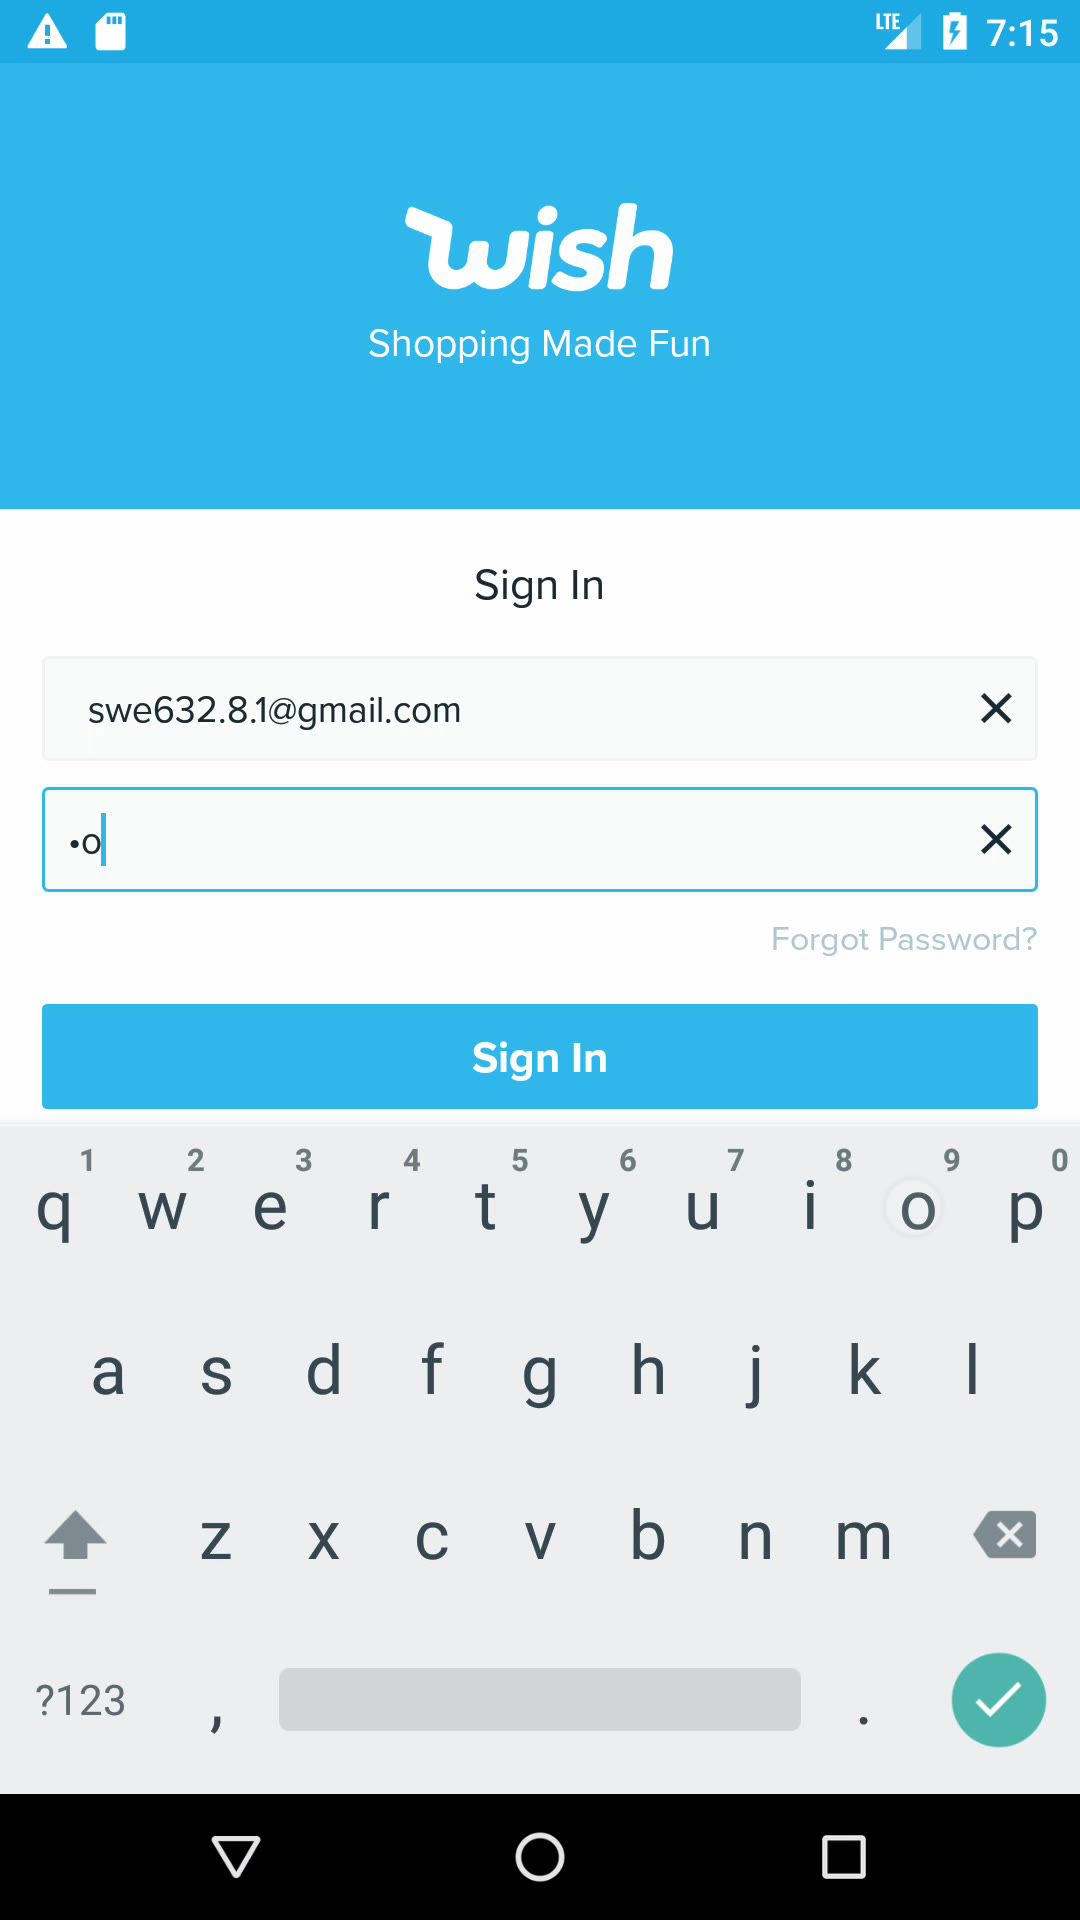 LTE 7:15
wish
Shopping Made Fun
Sign In
swe632.8.1@gmail.com
•o
Forgot Password?
Sign In
1 2 3 4 5 6 7 8 9 0
q w e r t y u i o p
a s d f g h j k l
z x c v b n m
?123 , .